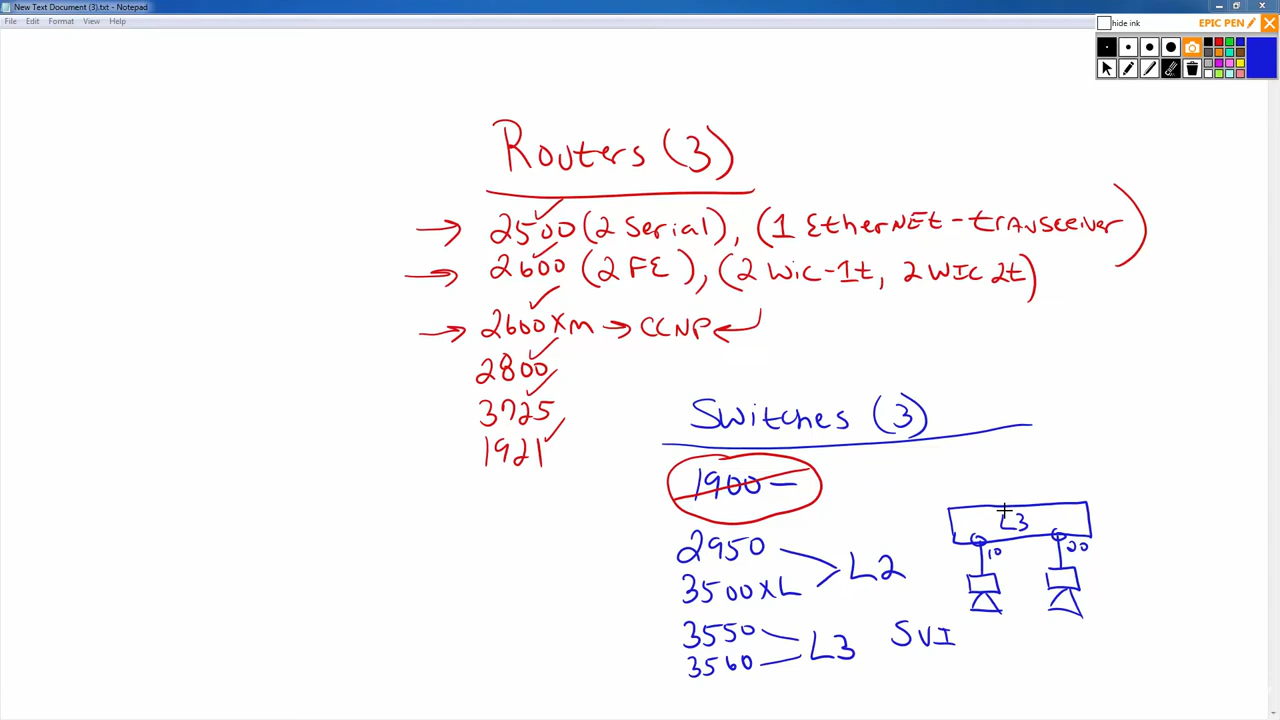 New Text Document (3).txt - Notepad
File Edit Format View Help
hide ink
EPIC PEN
Routers (3)
2500 (2 Serial), (1 EtherNEt-trANsceiver)
2600 (2 FE), (2 Wic-1t, 2 WIC 2t)
2600xm → CCNP
2800
3725
1921
Switches (3)
1900 -
2950
3500XL
L2
3550
3560
L3
SVI
L3
10
20